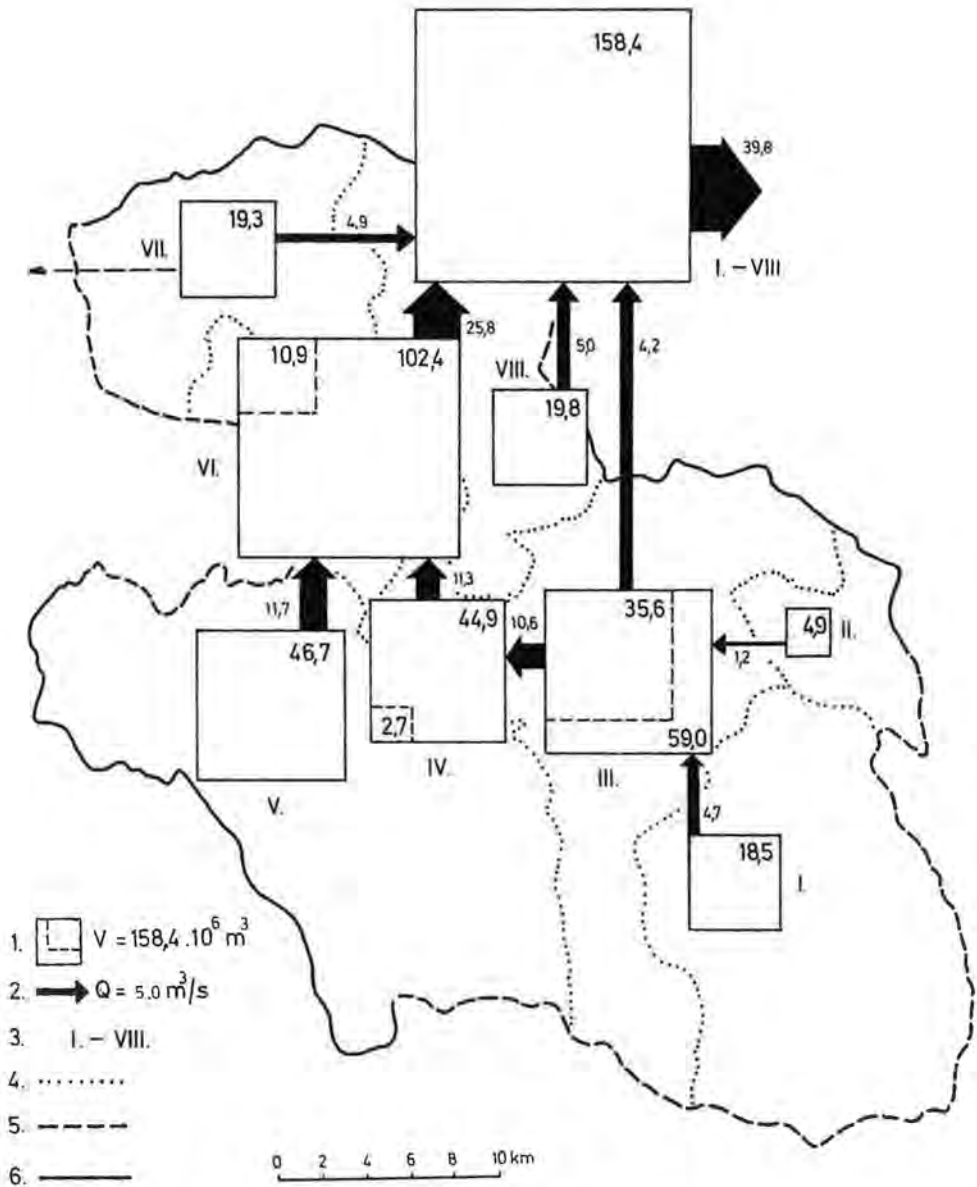 158,4
39,8
19,3
4,9
VII.
I. – VIII
25,8
5,0
4,2
10,9
102,4
VIII.
19,8
VI.
11,7
11,3
44,9
10,6
35,6
4,9
II.
1,2
46,7
2,7
59,0
IV.
III.
V.
4,7
18,5
I.
1. V = 158,4 . 10⁶ m³
2. Q = 5.0 m³/s
3. I. – VIII.
4.
5.
6.
0 2 4 6 8 10 km